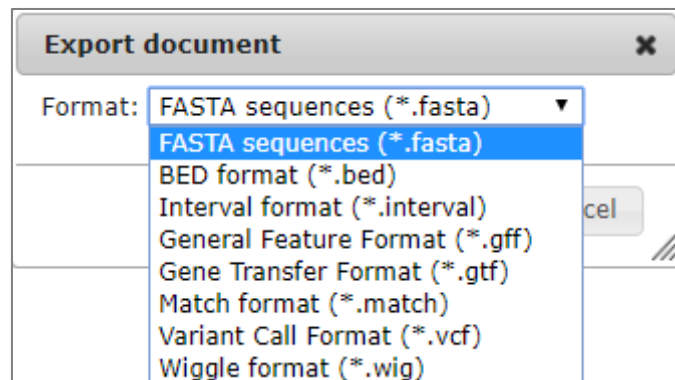 Export document
Format: FASTA sequences (*.fasta)
FASTA sequences (*.fasta)
BED format (*.bed)
Interval format (*.interval)
General Feature Format (*.gff)
Gene Transfer Format (*.gtf)
Match format (*.match)
Variant Call Format (*.vcf)
Wiggle format (*.wig)